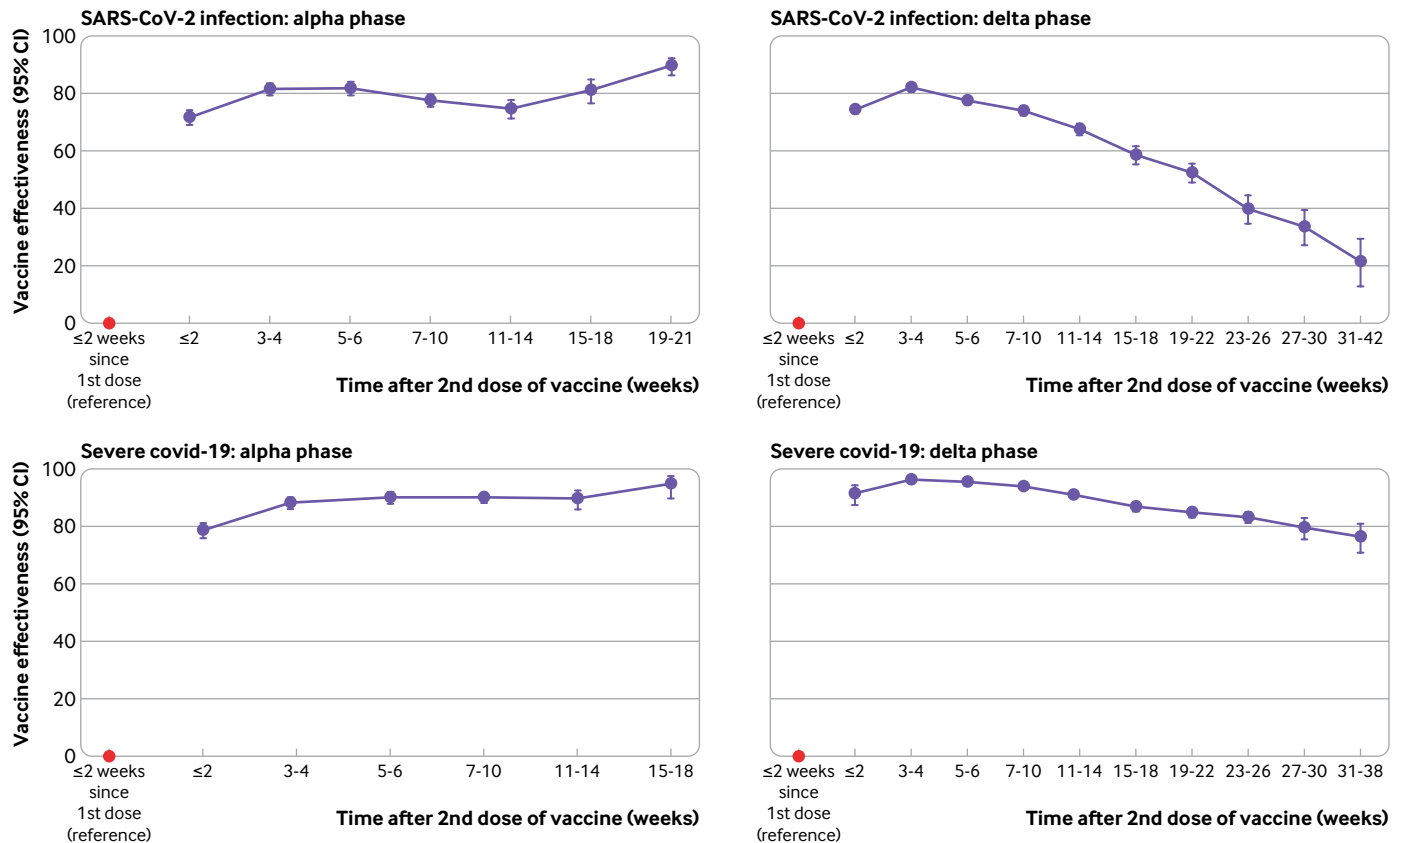 SARS-CoV-2 infection: alpha phase
Vaccine effectiveness (95% CI)
100
80
60
40
20
0
≤2 weeks
since
1st dose
(reference)
≤2 3-4 5-6 7-10 11-14 15-18 19-21
Time after 2nd dose of vaccine (weeks)
SARS-CoV-2 infection: delta phase
≤2 weeks
since
1st dose
(reference)
≤2 3-4 5-6 7-10 11-14 15-18 19-22 23-26 27-30 31-42
Time after 2nd dose of vaccine (weeks)
Severe covid-19: alpha phase
Vaccine effectiveness (95% CI)
100
80
60
40
20
0
≤2 weeks
since
1st dose
(reference)
≤2 3-4 5-6 7-10 11-14 15-18
Time after 2nd dose of vaccine (weeks)
Severe covid-19: delta phase
≤2 weeks
since
1st dose
(reference)
≤2 3-4 5-6 7-10 11-14 15-18 19-22 23-26 27-30 31-38
Time after 2nd dose of vaccine (weeks)